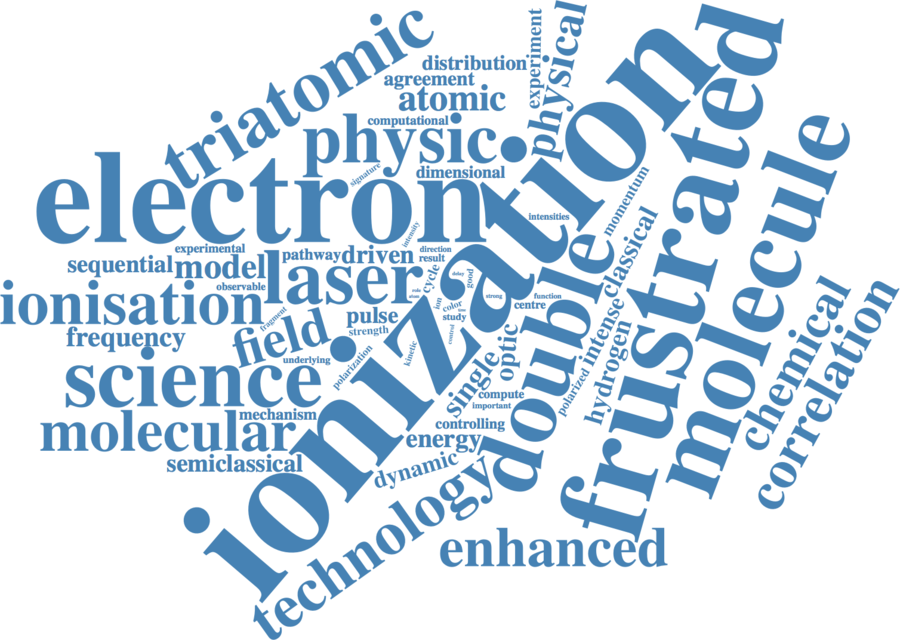 triatomic
distribution
agreement
atomic
computational
physic
dimensional
signature
experiment
physical
ionization
frustrated
molecule
electron
experimental
sequential
model
observable
pathway
driven
intensity
direction
result
laser
cycle
delay
good
intensities
momentum
classical
ionisation
fragment
frequency
field
pulse
strength
underlying
polarization
kinetic
role
atom
ion
color
study
control
strong
function
centre
double
science
mechanism
molecular
semiclassical
single
optic
compute
important
controlling
energy
dynamic
technology
polarized
intense
hydrogen
enhanced
chemical
correlation